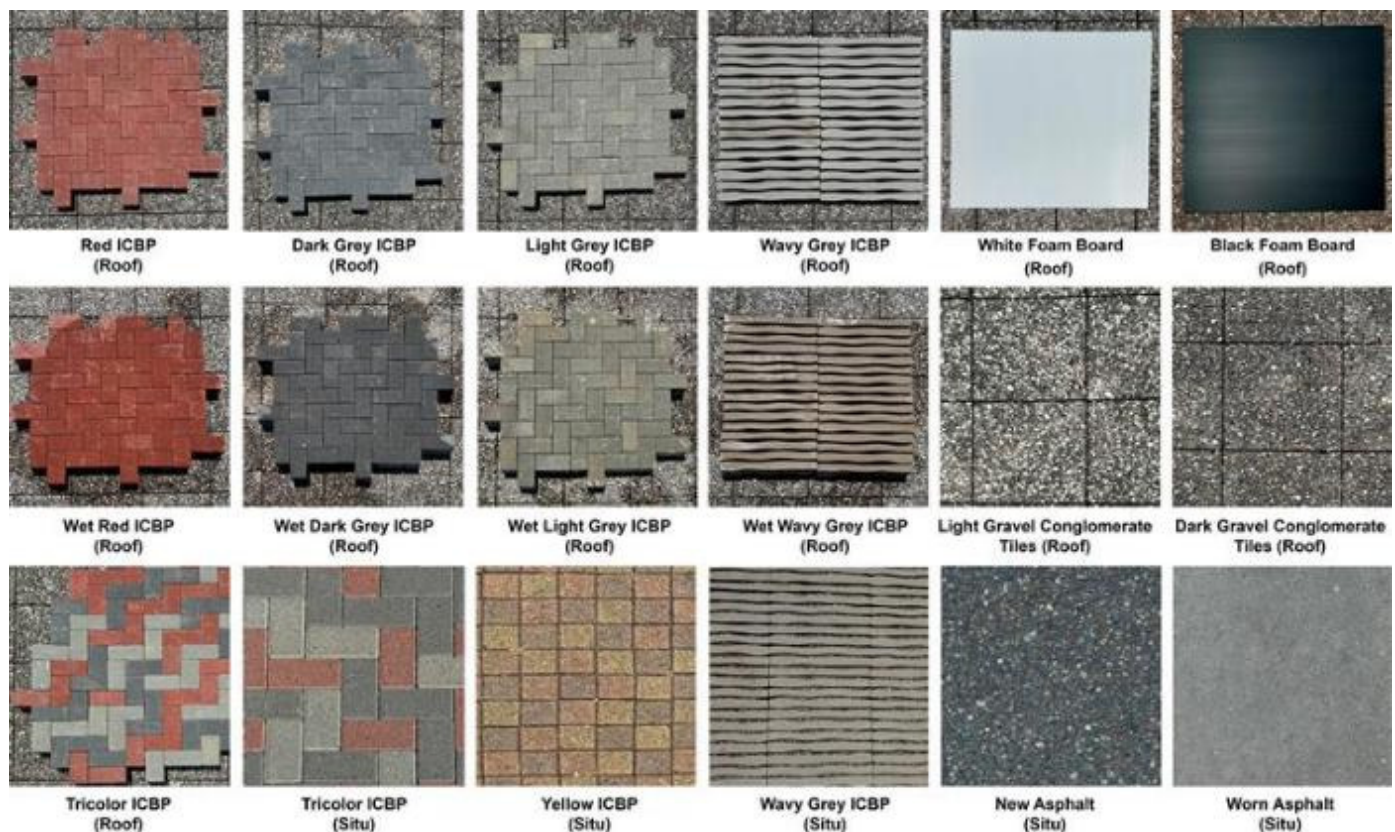 Red ICBP
(Roof)
Dark Grey ICBP
(Roof)
Light Grey ICBP
(Roof)
Wavy Grey ICBP
(Roof)
White Foam Board
(Roof)
Black Foam Board
(Roof)
Wet Red ICBP
(Roof)
Wet Dark Grey ICBP
(Roof)
Wet Light Grey ICBP
(Roof)
Wet Wavy Grey ICBP
(Roof)
Light Gravel Conglomerate
Tiles (Roof)
Dark Gravel Conglomerate
Tiles (Roof)
Tricolor ICBP
(Roof)
Tricolor ICBP
(Situ)
Yellow ICBP
(Situ)
Wavy Grey ICBP
(Situ)
New Asphalt
(Situ)
Worn Asphalt
(Situ)